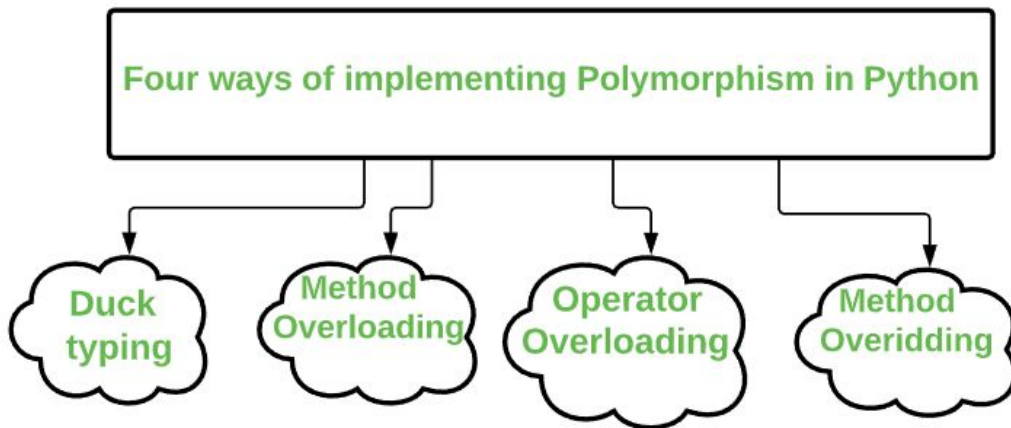 Four ways of implementing Polymorphism in Python
Duck
typing
Method
Overloading
Operator
Overloading
Method
Overidding